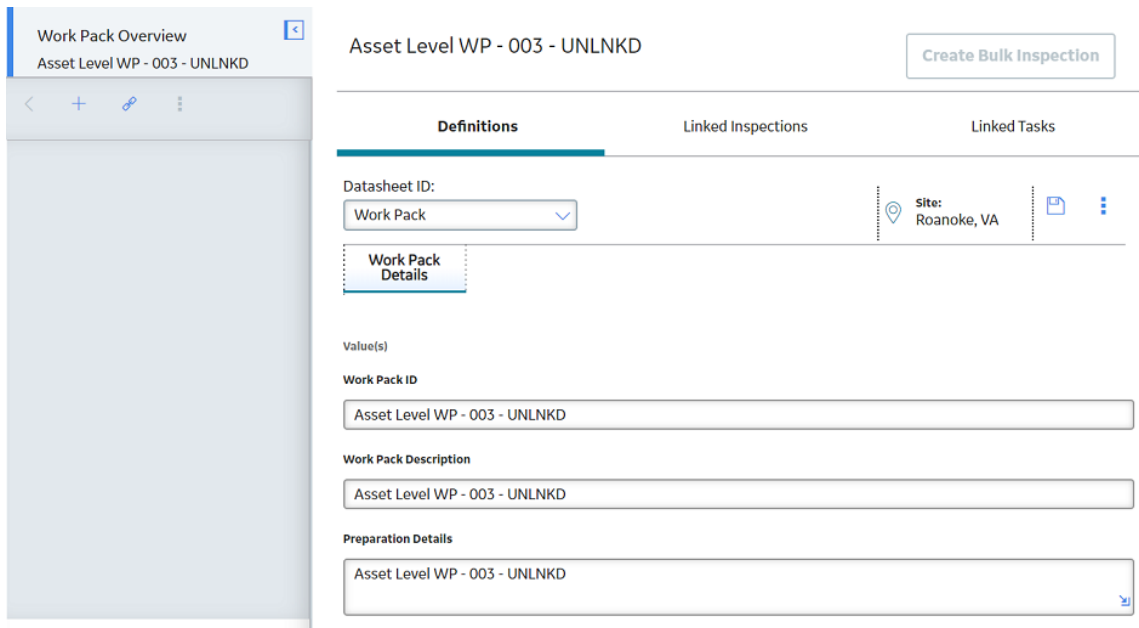 Work Pack Overview
Asset Level WP - 003 - UNLNKD
Asset Level WP - 003 - UNLNKD
Create Bulk Inspection
Definitions
Linked Inspections
Linked Tasks
Datasheet ID:
Work Pack
Site:
Roanoke, VA
Work Pack
Details
Value(s)
Work Pack ID
Asset Level WP - 003 - UNLNKD
Work Pack Description
Asset Level WP - 003 - UNLNKD
Preparation Details
Asset Level WP - 003 - UNLNKD